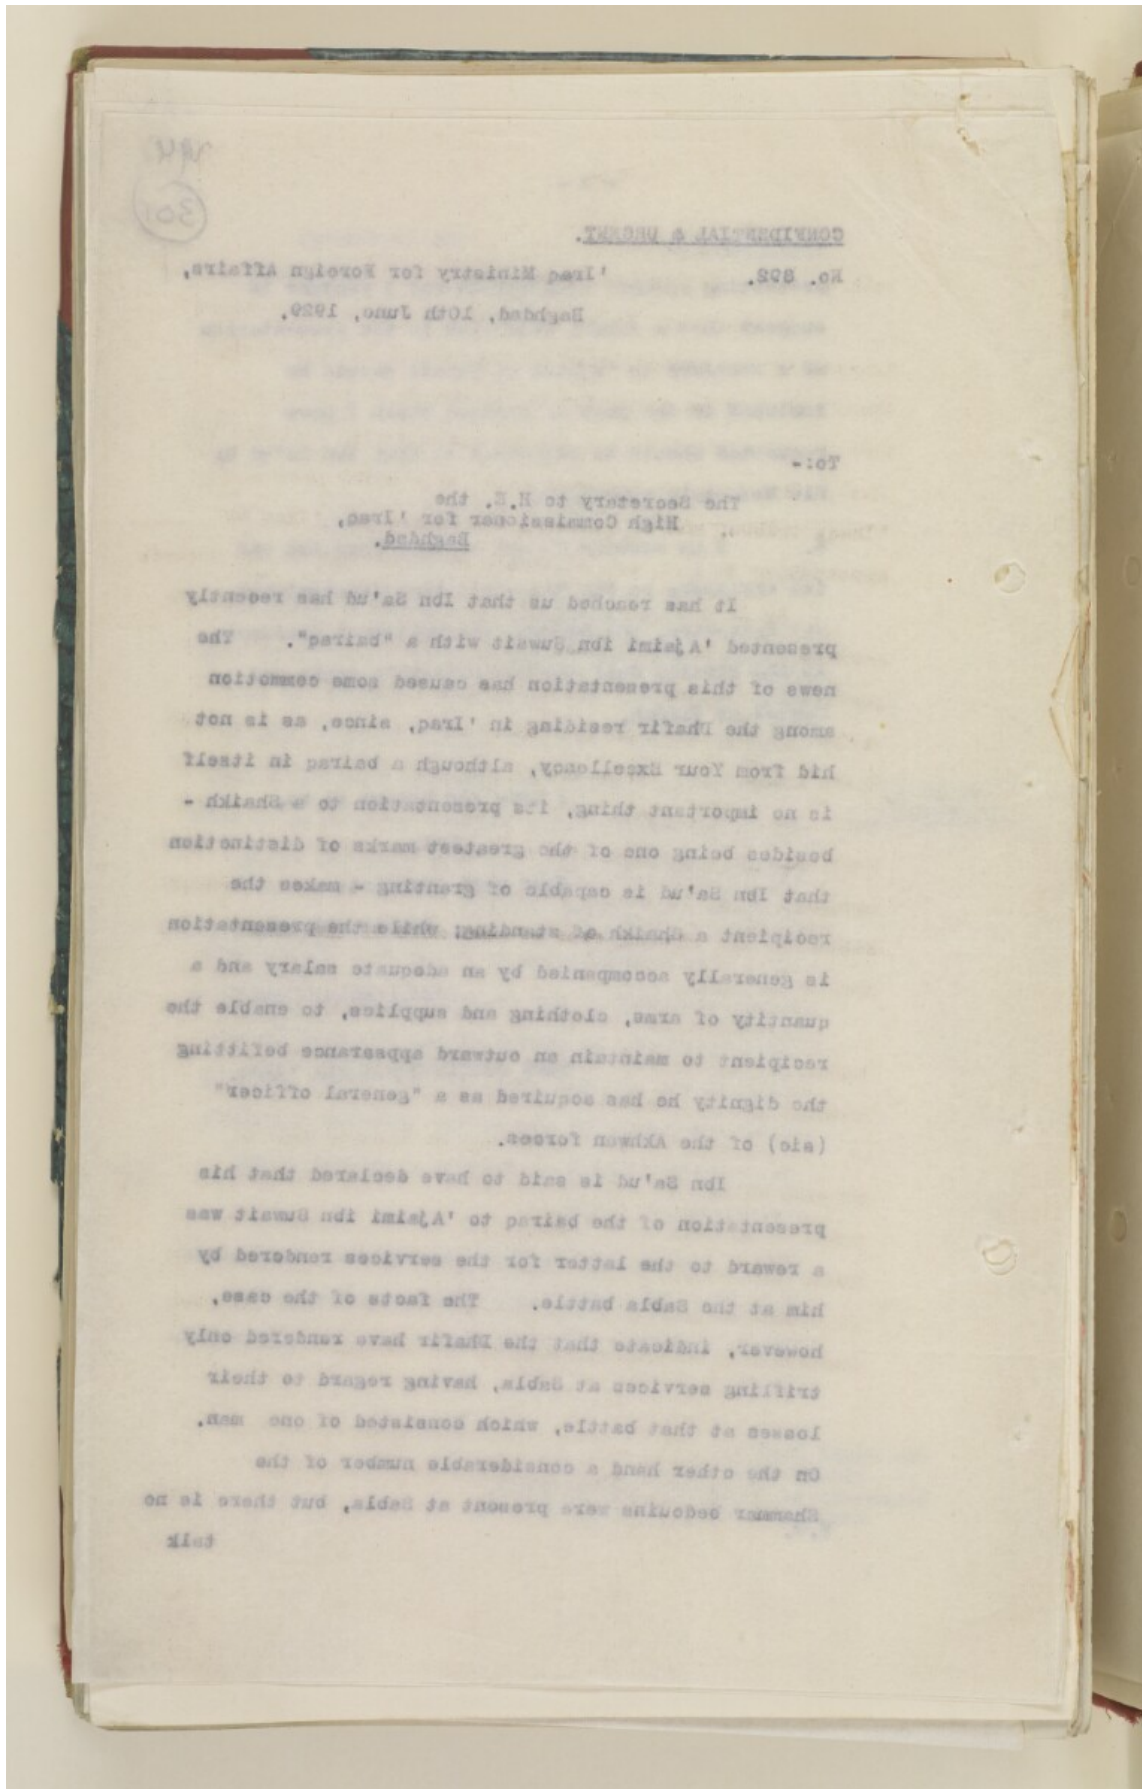 294
301
CONFIDENTIAL & URGENT.
No. 892. 'Iraq Ministry for Foreign Affairs,
Baghdad, 10th June, 1929.
To:-
The Secretary to H.E. the
High Commissioner for 'Iraq,
Baghdad.
It has reached us that Ibn Sa'ud has recently
presented 'Ajaimi ibn Suwait with a "bairaq". The
news of this presentation has caused some commotion
among the Dhafir residing in 'Iraq, since, as is not
hid from Your Excellency, although a bairaq in itself
is no important thing, its presentation to a Shaikh -
besides being one of the greatest marks of distinction
that Ibn Sa'ud is capable of granting - makes the
recipient a Shaikh of standing; while the presentation
is generally accompanied by an adequate salary and a
quantity of arms, clothing and supplies, to enable the
recipient to maintain an outward appearance befitting
the dignity he has acquired as a "general officer"
(sic) of the Akhwan forces.
Ibn Sa'ud is said to have declared that his
presentation of the bairaq to 'Ajaimi ibn Suwait was
a reward to the latter for the services rendered by
him at the Sabla battle. The facts of the case,
however, indicate that the Dhafir have rendered only
trifling services at Sabla, having regard to their
losses at that battle, which consisted of one man.
On the other hand a considerable number of the
Shammar bedouins were present at Sabla, but there is no
talk